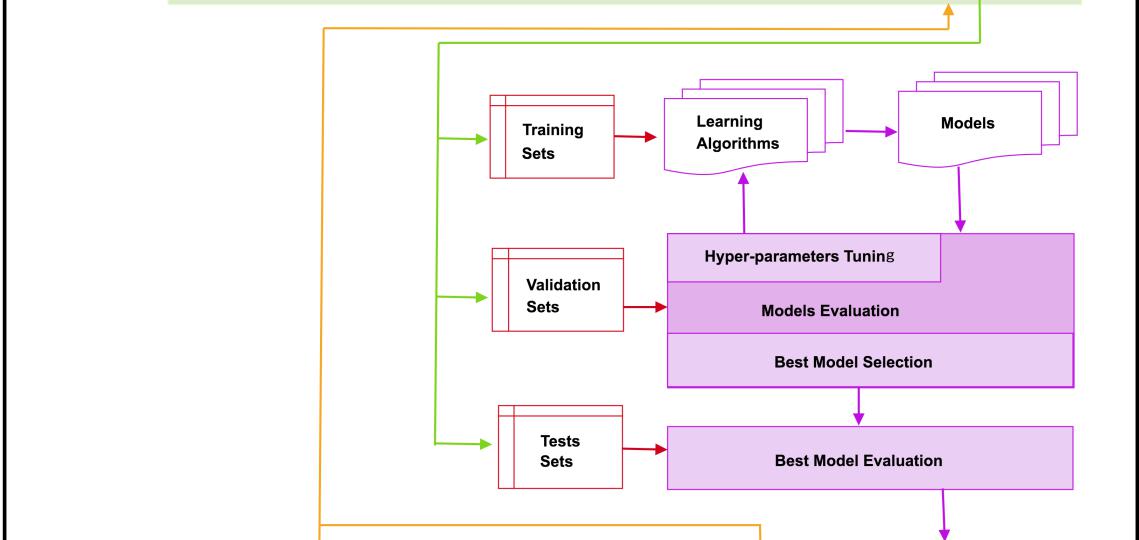 Training
Sets
Learning
Algorithms
Models
Hyper-parameters Tuning
Validation
Sets
Models Evaluation
Best Model Selection
Tests
Sets
Best Model Evaluation